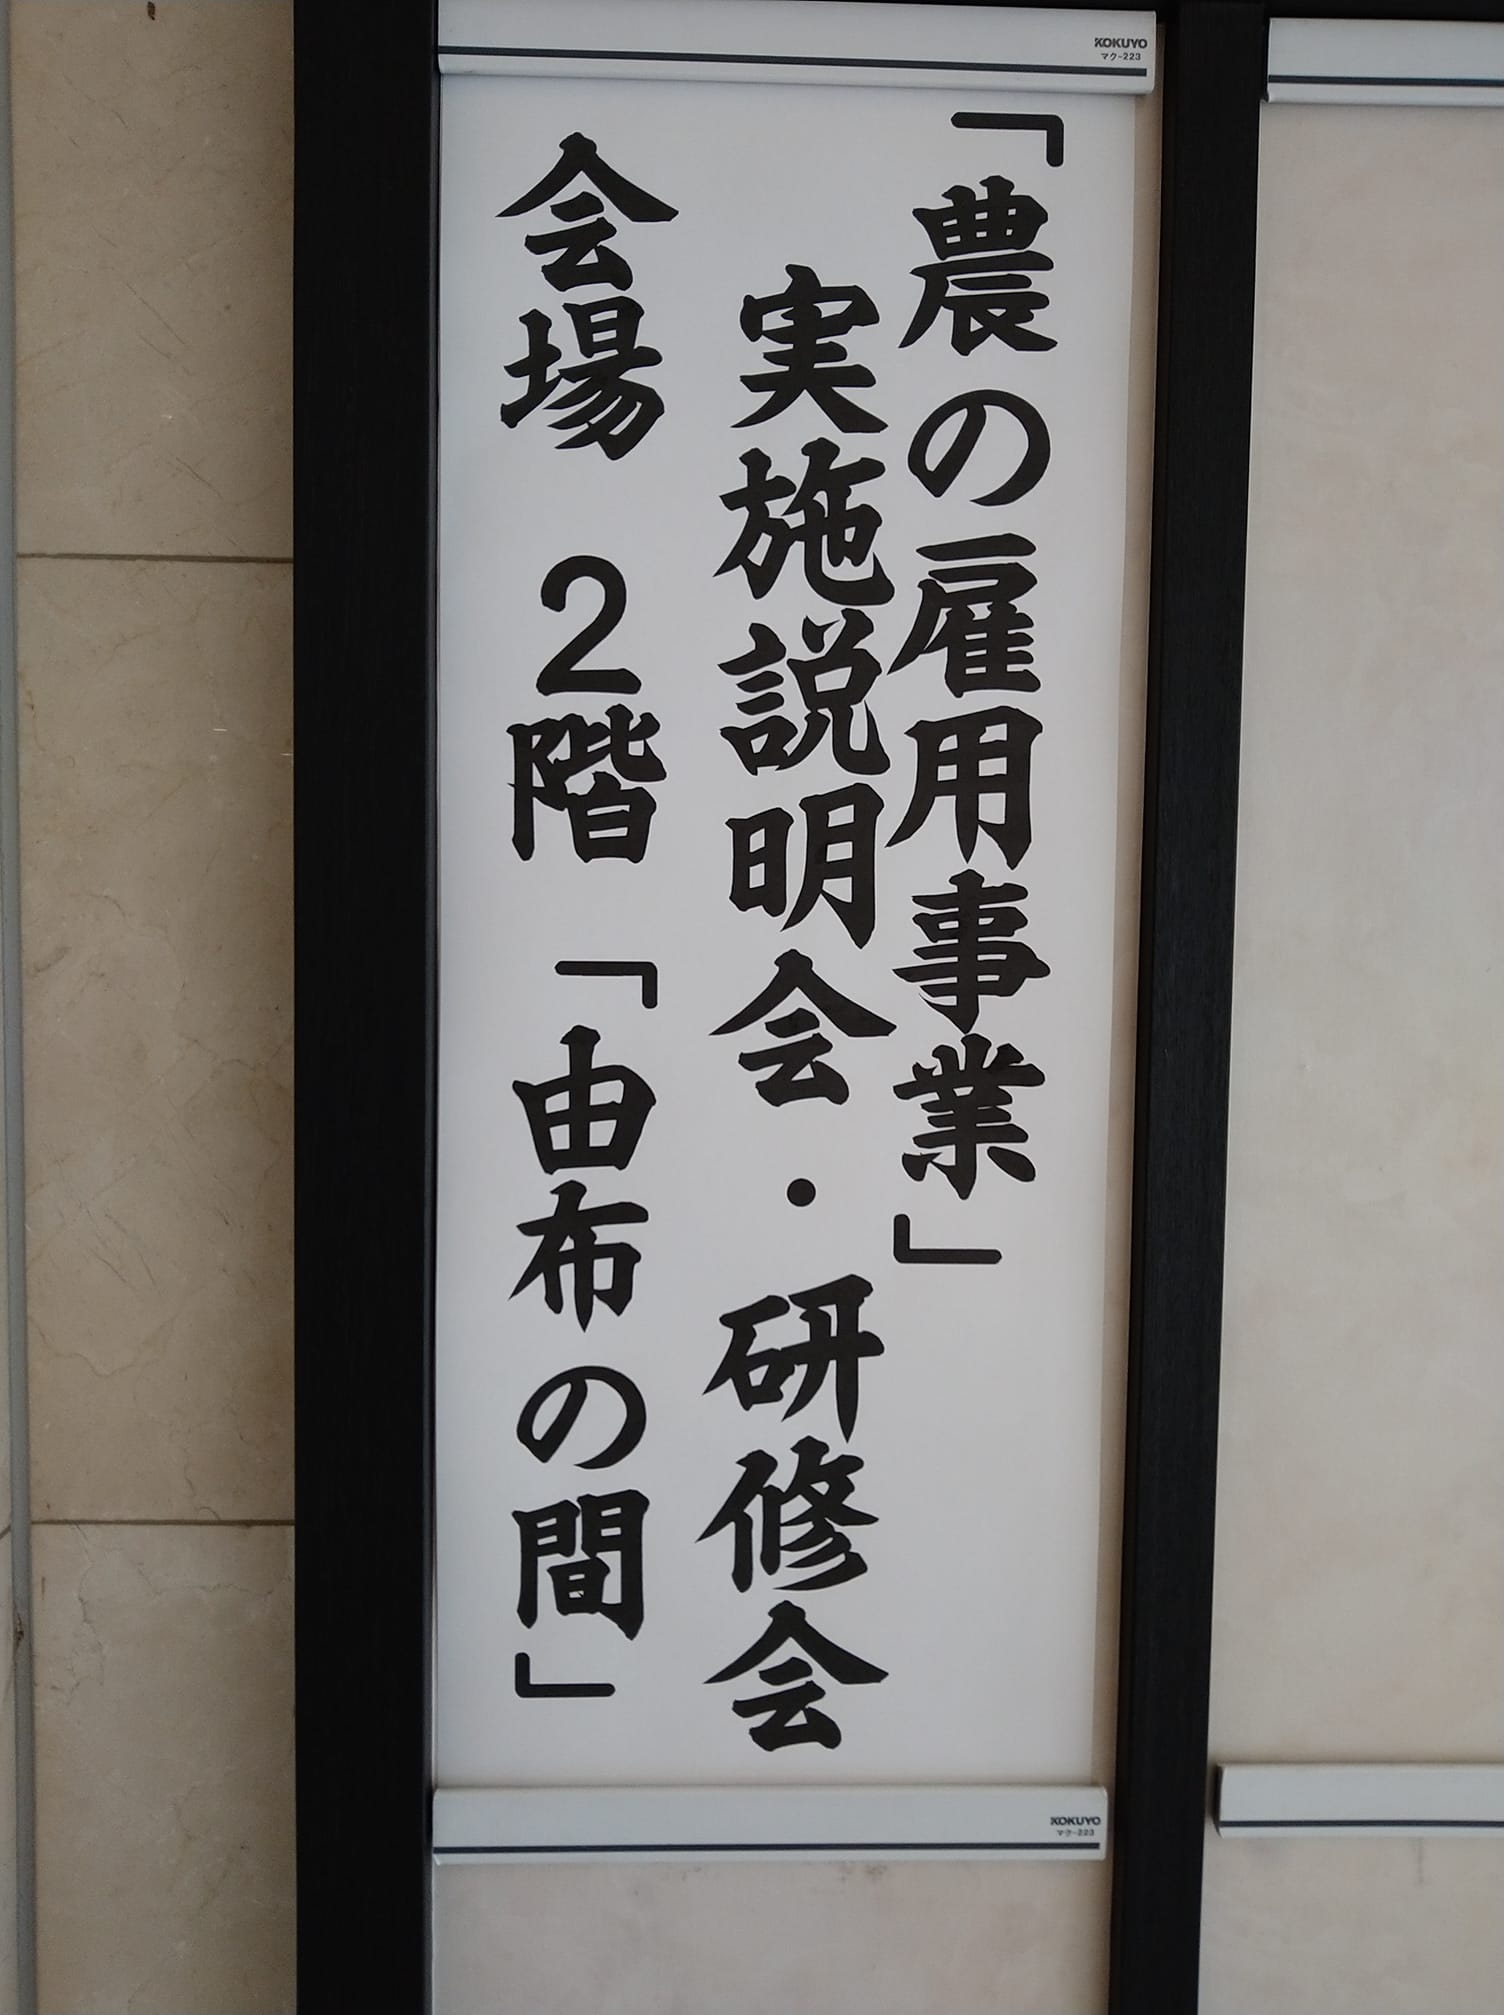 KOKUYO
マク-223
「農の雇用事業」
実施説明会・研修会
会場 2階 「由布の間」
KOKUYO
マク-223